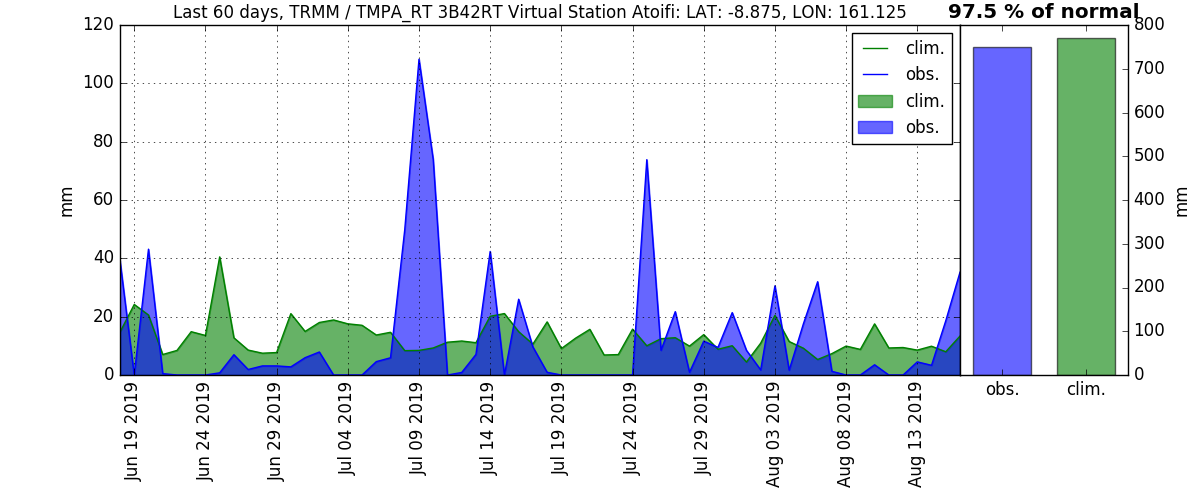 Last 60 days, TRMM / TMPA_RT 3B42RT Virtual Station Atoifi: LAT: -8.875, LON: 161.125
97.5 % of normal
120
100
80
60
40
20
0
mm
clim.
obs.
clim.
obs.
800
700
600
500
400
300
200
100
0
mm
Jun 19 2019
Jun 24 2019
Jun 29 2019
Jul 04 2019
Jul 09 2019
Jul 14 2019
Jul 19 2019
Jul 24 2019
Jul 29 2019
Aug 03 2019
Aug 08 2019
Aug 13 2019
obs.
clim.